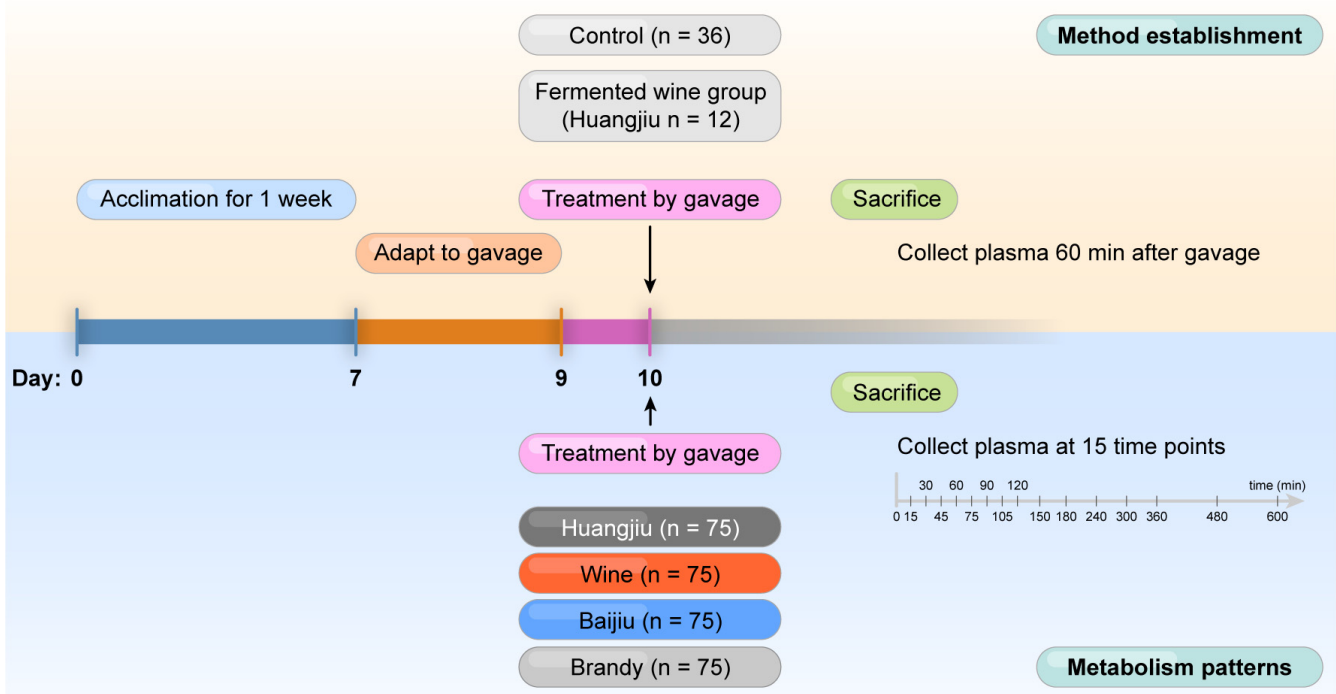 Control (n = 36)
Method establishment
Fermented wine group
(Huangjiu n = 12)
Acclimation for 1 week
Treatment by gavage
Sacrifice
Adapt to gavage
Collect plasma 60 min after gavage
Day: 0 7 9 10
Sacrifice
Treatment by gavage
Collect plasma at 15 time points
30 60 90 120 time (min)
0 15 45 75 105 150 180 240 300 360 480 600
Huangjiu (n = 75)
Wine (n = 75)
Baijiu (n = 75)
Brandy (n = 75)
Metabolism patterns